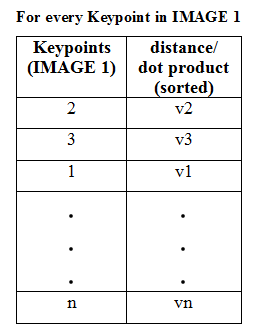 For every Keypoint in IMAGE 1
Keypoints distance/
(IMAGE 1) dot product
(sorted)
2 v2
3 v3
1 v1
. .
. .
. .
n vn